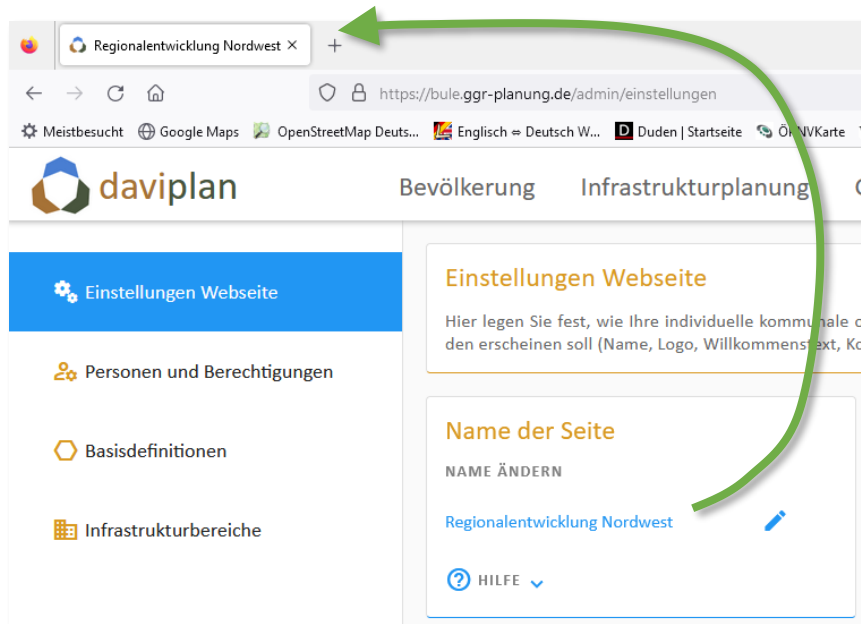 Regionalentwicklung Nordwest
https://bule.ggr-planung.de/admin/einstellungen
Meistbesucht Google Maps OpenStreetMap Deuts... Englisch ⇔ Deutsch W... D Duden | Startseite
daviplan Bevölkerung Infrastrukturplanung
Einstellungen Webseite
Personen und Berechtigungen
Basisdefinitionen
Infrastrukturbereiche
Einstellungen Webseite
Hier legen Sie fest, wie Ihre individuelle kommunale
den erscheinen soll (Name, Logo, Willkommenstext,
Name der Seite
NAME ÄNDERN
Regionalentwicklung Nordwest
? HILFE